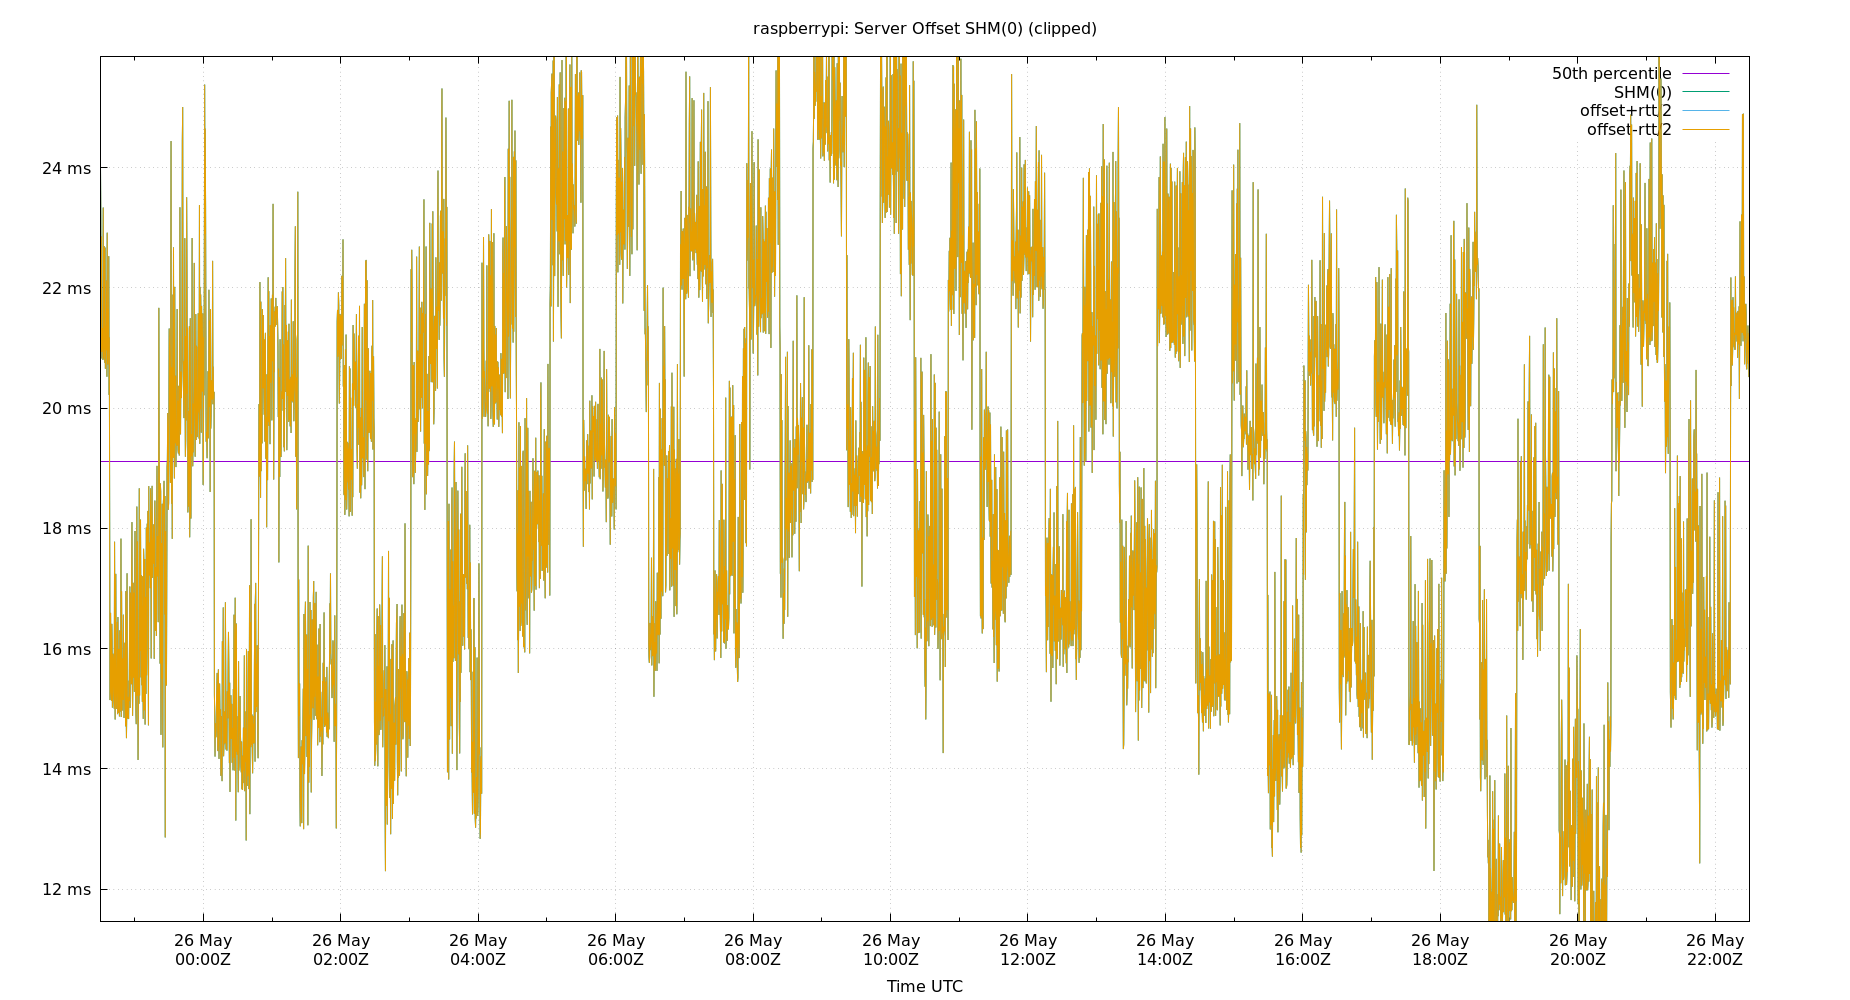 raspberrypi: Server Offset SHM(0) (clipped)
50th percentile
SHM(0)
offset+rtt/2
offset-rtt/2
24 ms
22 ms
20 ms
18 ms
16 ms
14 ms
12 ms
26 May 26 May 26 May 26 May 26 May 26 May 26 May 26 May 26 May 26 May 26 May 26 May
00:00Z 02:00Z 04:00Z 06:00Z 08:00Z 10:00Z 12:00Z 14:00Z 16:00Z 18:00Z 20:00Z 22:00Z
Time UTC